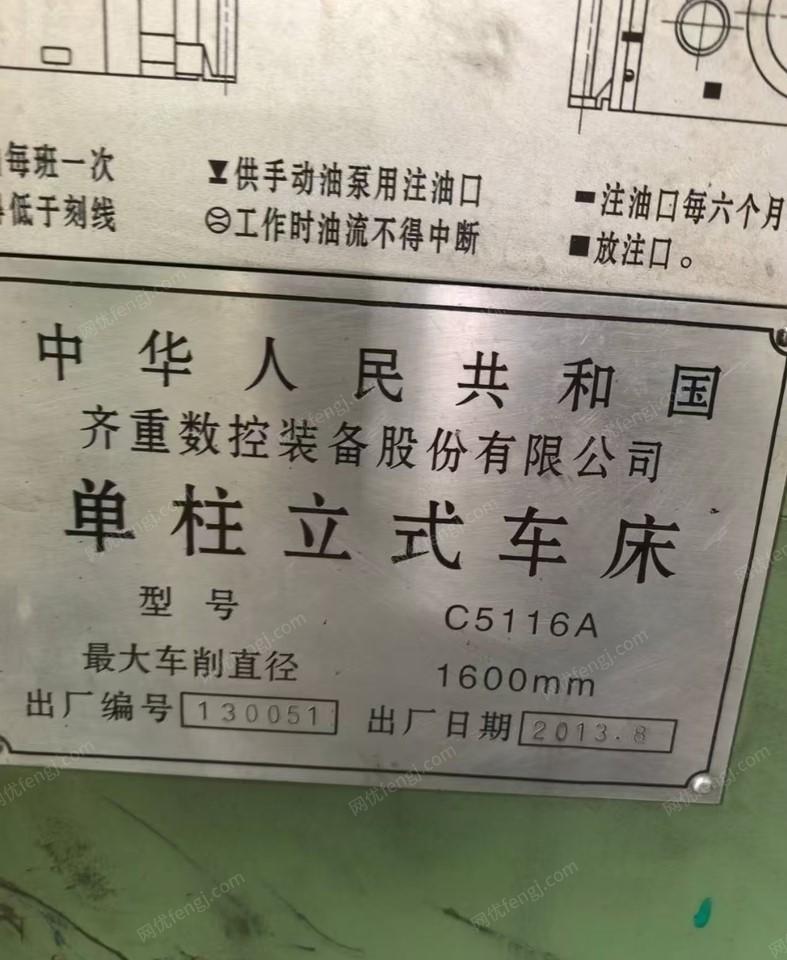 每班一次
低于刻线
供手动油泵用注油口
工作时油流不得中断
注油口每六个月
放注口。
中华人民共和国
齐重数控装备股份有限公司
单柱立式车床
型号 C5116A
最大车削直径 1600mm
出厂编号 130051 出厂日期 2013.8